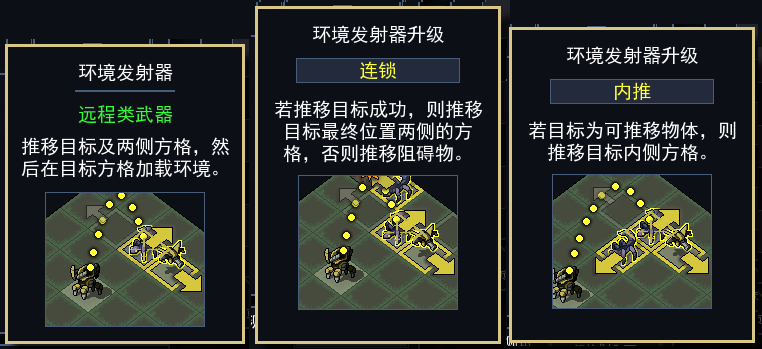 环境发射器
远程类武器
推移目标及两侧方格，然
后在目标方格加载环境。
环境发射器升级
连锁
若推移目标成功，则推移
目标最终位置两侧的方
格，否则推移阻碍物。
环境发射器升级
内推
若目标为可推移物体，则
推移目标内侧方格。